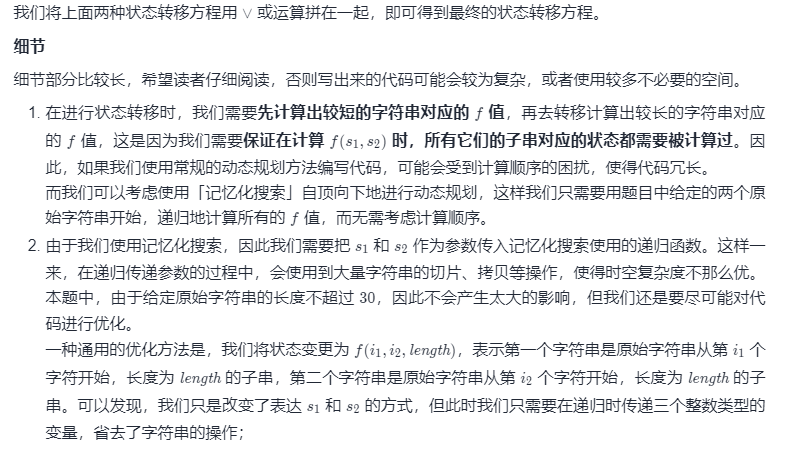 我们将上面两种状态转移方程用 ∨ 或运算拼在一起，即可得到最终的状态转移方程。
细节
细节部分比较长，希望读者仔细阅读，否则写出来的代码可能会较为复杂，或者使用较多不必要的空间。
1. 在进行状态转移时，我们需要先计算出较短的字符串对应的 f 值，再去转移计算出较长的字符串对应
的 f 值，这是因为我们需要保证在计算 f(s₁, s₂) 时，所有它们的子串对应的状态都需要被计算过。因
此，如果我们使用常规的动态规划方法编写代码，可能会受到计算顺序的困扰，使得代码冗长。
而我们可以考虑使用「记忆化搜索」自顶向下地进行动态规划，这样我们只需要用题目中给定的两个原
始字符串开始，递归地计算所有的 f 值，而无需考虑计算顺序。
2. 由于我们使用记忆化搜索，因此我们需要把 s₁ 和 s₂ 作为参数传入记忆化搜索使用的递归函数。这样一
来，在递归传递参数的过程中，会使用到大量字符串的切片、拷贝等操作，使得时空复杂度不那么优。
本题中，由于给定原始字符串的长度不超过 30，因此不会产生太大的影响，但我们还是要尽可能对代
码进行优化。
一种通用的优化方法是，我们将状态变更为 f(i₁, i₂, length)，表示第一个字符串是原始字符串从第 i₁ 个
字符开始，长度为 length 的子串，第二个字符串是原始字符串从第 i₂ 个字符开始，长度为 length 的子
串。可以发现，我们只是改变了表达 s₁ 和 s₂ 的方式，但此时我们只需要在递归时传递三个整数类型的
变量，省去了字符串的操作；